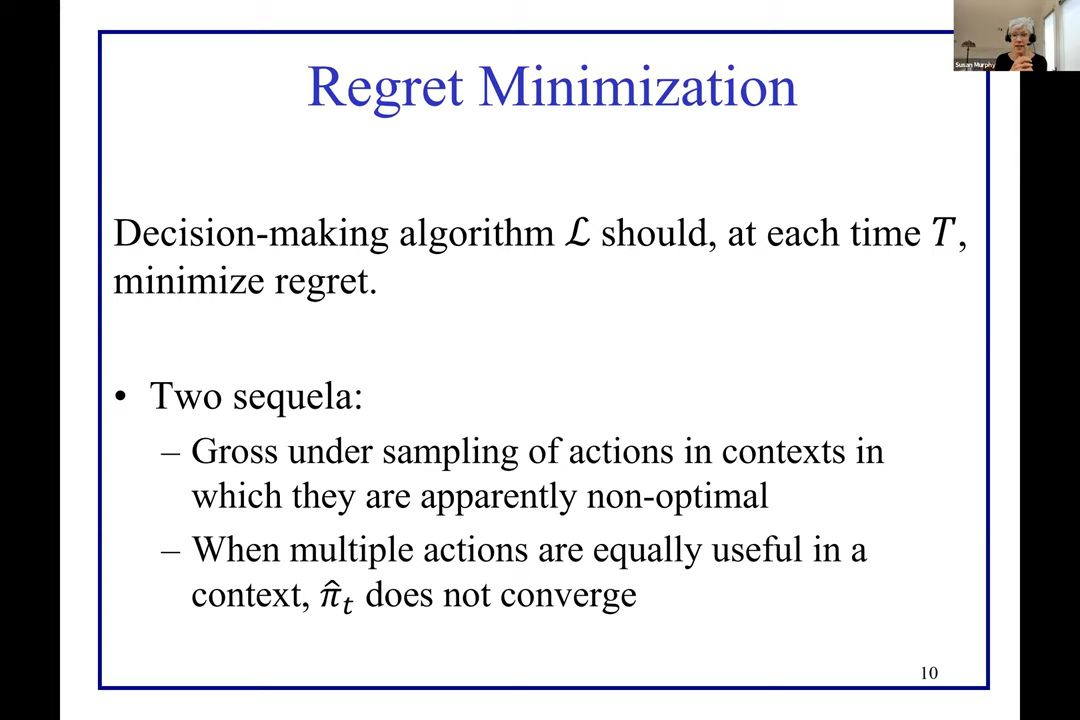 Susan Murphy
Regret Minimization
Decision-making algorithm ℒ should, at each time 𝑇,
minimize regret.
• Two sequela:
– Gross under sampling of actions in contexts in
which they are apparently non-optimal
– When multiple actions are equally useful in a
context, π̂ₜ does not converge
10